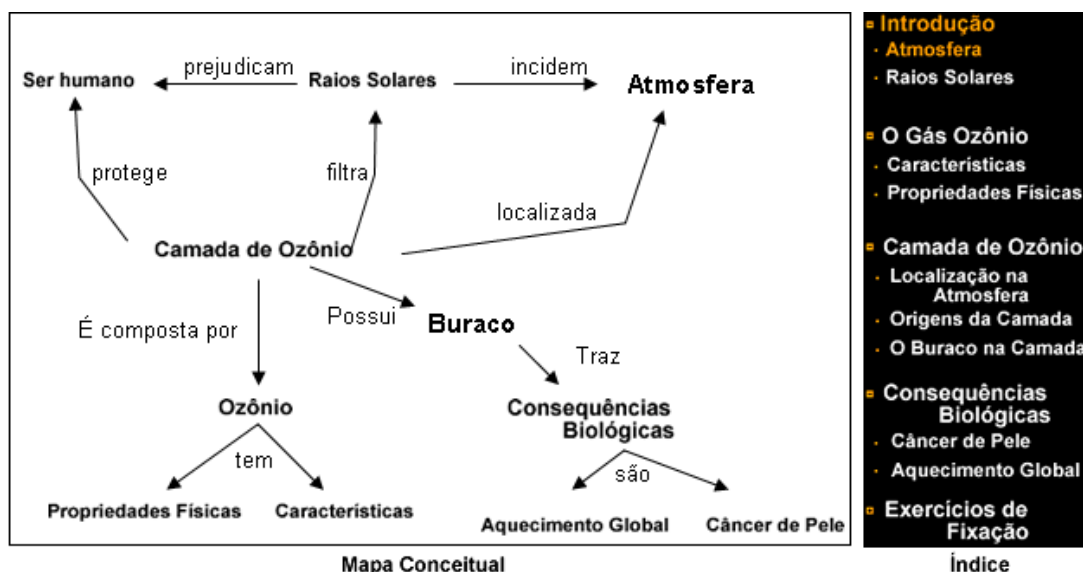 Ser humano
prejudicam
Raios Solares
incidem
Atmosfera
protege
filtra
localizada
Camada de Ozônio
É composta por
Possui
Buraco
Traz
Ozônio
Consequências
Biológicas
tem
são
Propriedades Físicas
Características
Aquecimento Global
Câncer de Pele
Mapa Conceitual
Introdução
Atmosfera
Raios Solares
O Gás Ozônio
Características
Propriedades Físicas
Camada de Ozônio
Localização na
Atmosfera
Origens da Camada
O Buraco na Camada
Consequências
Biológicas
Câncer de Pele
Aquecimento Global
Exercícios de
Fixação
Índice